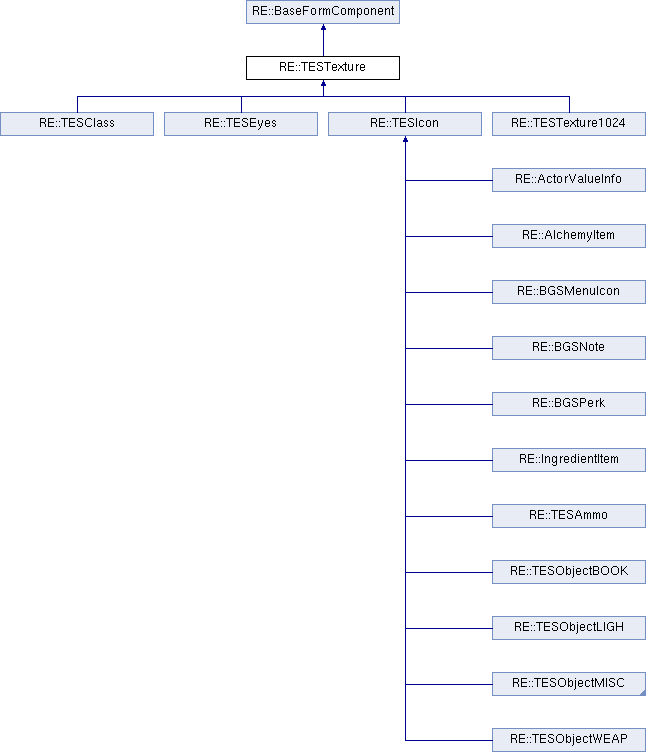 RE::BaseFormComponent
RE::TESTexture
RE::TESClass
RE::TESEyes
RE::TESIcon
RE::TESTexture1024
RE::ActorValueInfo
RE::AlchemyItem
RE::BGSMenuIcon
RE::BGSNote
RE::BGSPerk
RE::IngredientItem
RE::TESAmmo
RE::TESObjectBOOK
RE::TESObjectLIGH
RE::TESObjectMISC
RE::TESObjectWEAP